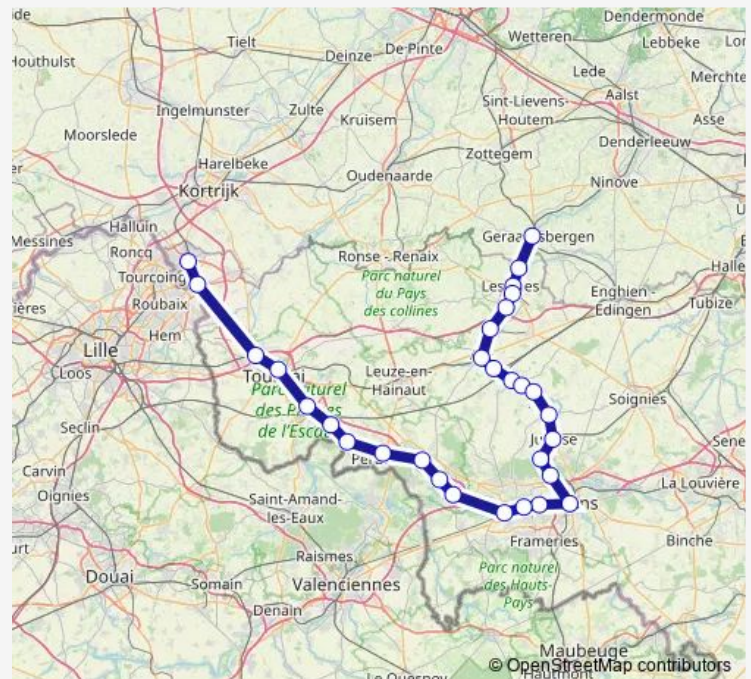 Dendermonde
Wetteren
Tielt
De Pinte
Lebbeke
Deinze
Houthulst
Lede
Merchte
Ingelmunster
Zulte
Sint-Lievens-
Houtem
Aalst
Kruisem
Asse
Moorslede
Denderleeuw
Harelbeke
Zottegem
Oudenaarde
Ninove
Kortrijk
Halluin
Messines
Roncq
Ronse - Renaix
Tourcoing
Parc naturel
du Pays
des collines
Halle
Enghien -
Edingen
Tubize
Roubaix
Hem
Lille
Loos
Leuze-en-
Hainaut
Soignies
Seclin
Carvin
Oignies
La Louvière
Saint-Amand-
les-Eaux
Frameries
Binche
Raismes
Douai
Somain
Valenciennes
Parc naturel
des Hauts-
Pays
Denain
Maubeuge
Hautmont
© OpenStreetMap contributors